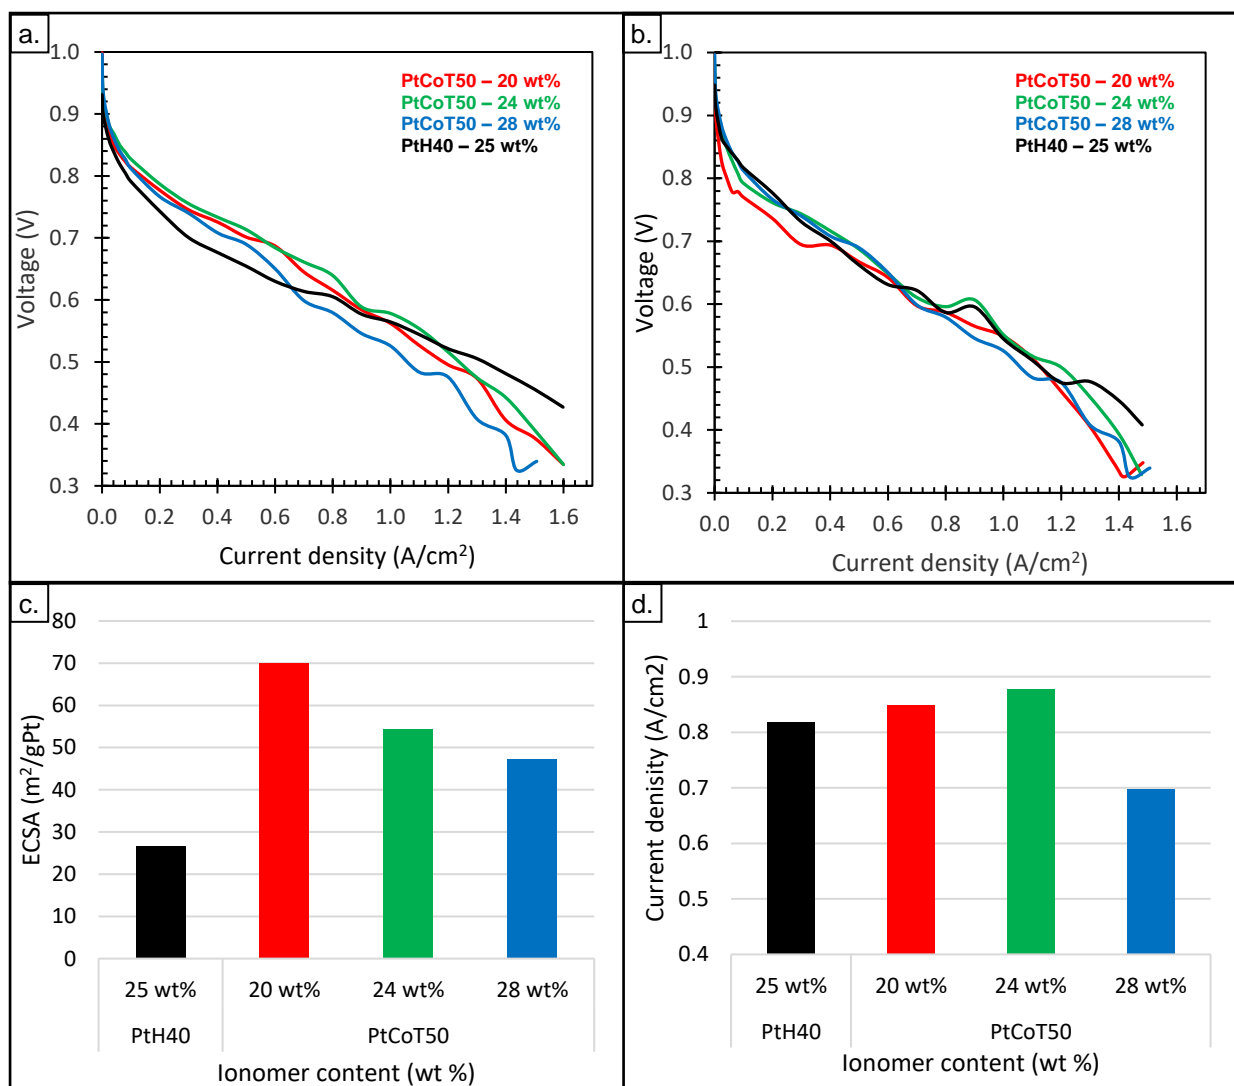 a.
1.0
0.9
0.8
0.7
0.6
0.5
0.4
0.3
Voltage (V)
PtCoT50 – 20 wt%
PtCoT50 – 24 wt%
PtCoT50 – 28 wt%
PtH40 – 25 wt%
0.0 0.2 0.4 0.6 0.8 1.0 1.2 1.4 1.6
Current density (A/cm²)
b.
1.0
0.9
0.8
0.7
0.6
0.5
0.4
0.3
Voltage (V)
PtCoT50 – 20 wt%
PtCoT50 – 24 wt%
PtCoT50 – 28 wt%
PtH40 – 25 wt%
0.0 0.2 0.4 0.6 0.8 1.0 1.2 1.4 1.6
Current density (A/cm²)
c.
80
70
60
50
40
30
20
10
0
ECSA (m²/gPt)
25 wt% 20 wt% 24 wt% 28 wt%
PtH40 PtCoT50
Ionomer content (wt %)
d.
1
0.9
0.8
0.7
0.6
0.5
0.4
Current denisity (A/cm2)
25 wt% 20 wt% 24 wt% 28 wt%
PtH40 PtCoT50
Ionomer content (wt %)